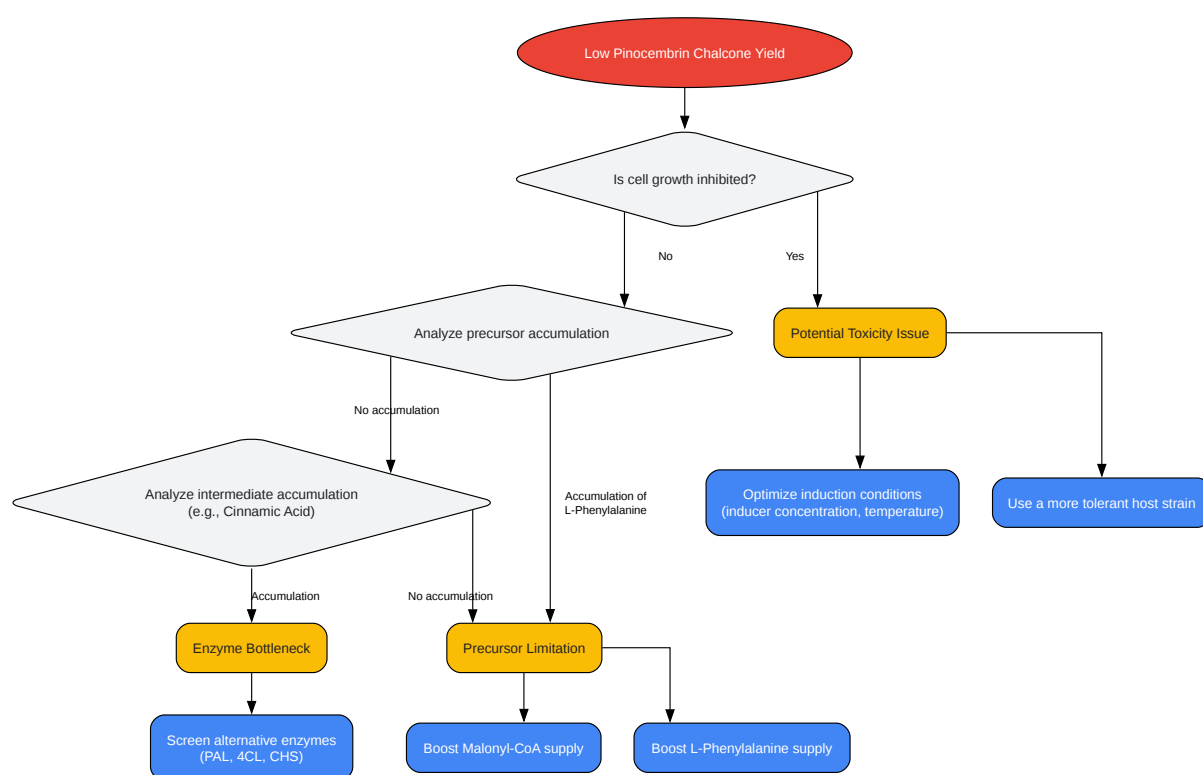 Low Pinocembrin Chalcone Yield
Is cell growth inhibited?
No
Yes
Analyze precursor accumulation
Potential Toxicity Issue
No accumulation
Analyze intermediate accumulation
(e.g., Cinnamic Acid)
Accumulation of
L-Phenylalanine
Optimize induction conditions
(inducer concentration, temperature)
Use a more tolerant host strain
Accumulation
No accumulation
Enzyme Bottleneck
Precursor Limitation
Screen alternative enzymes
(PAL, 4CL, CHS)
Boost Malonyl-CoA supply
Boost L-Phenylalanine supply